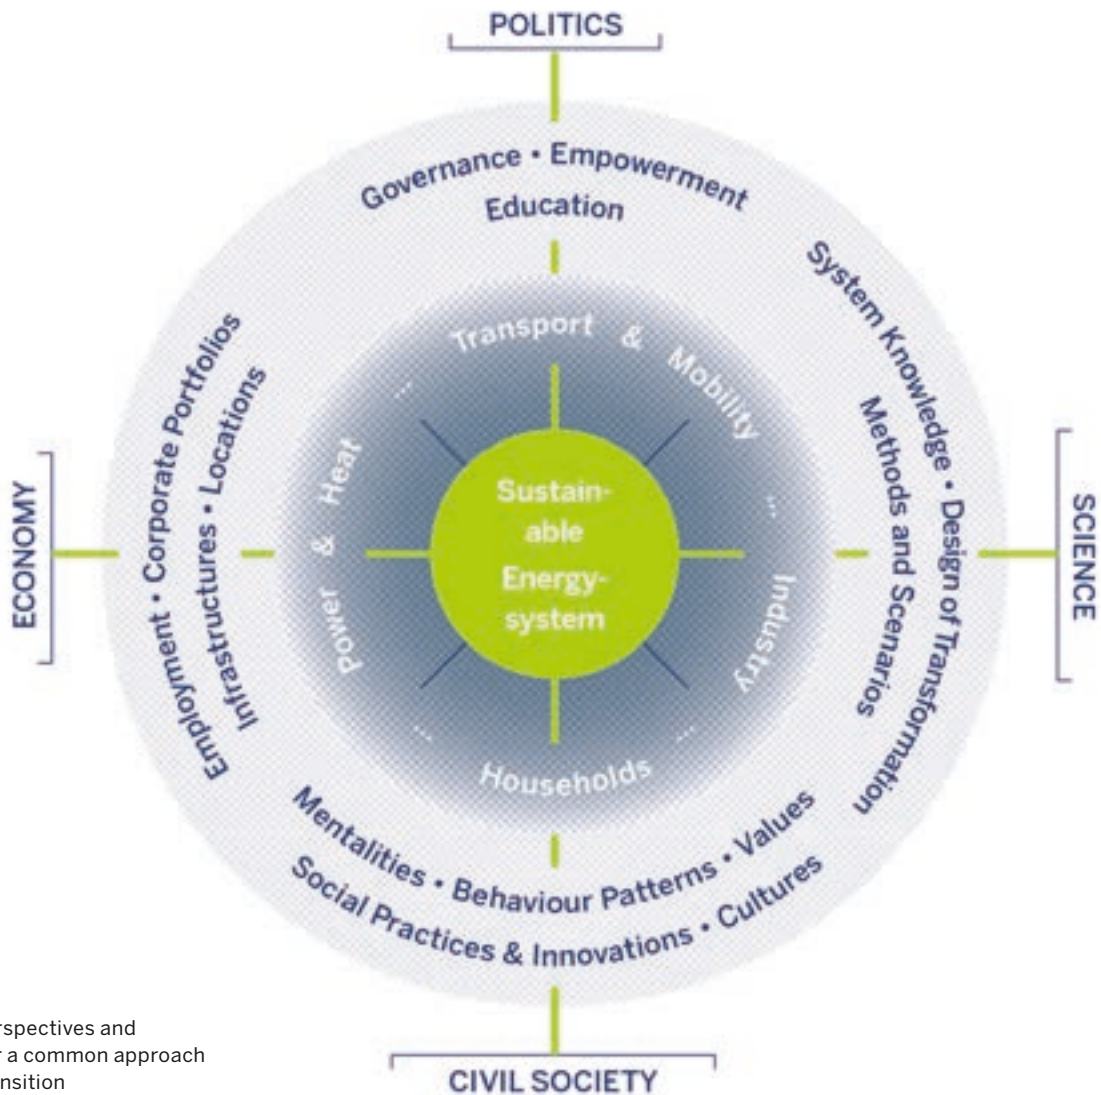 POLITICS
Governance • Empowerment
Education
System Knowledge • Design of Transformation
Methods and Scenarios
SCIENCE
ECONOMY
Employment • Corporate Portfolios
Infrastructures • Locations
Transport & Mobility
...
Industry
...
Households
...
Power & Heat
...
Sustain-
able
Energy-
system
Mentalities • Behaviour Patterns • Values
Social Practices & Innovations • Cultures
CIVIL SOCIETY
and
a common approach